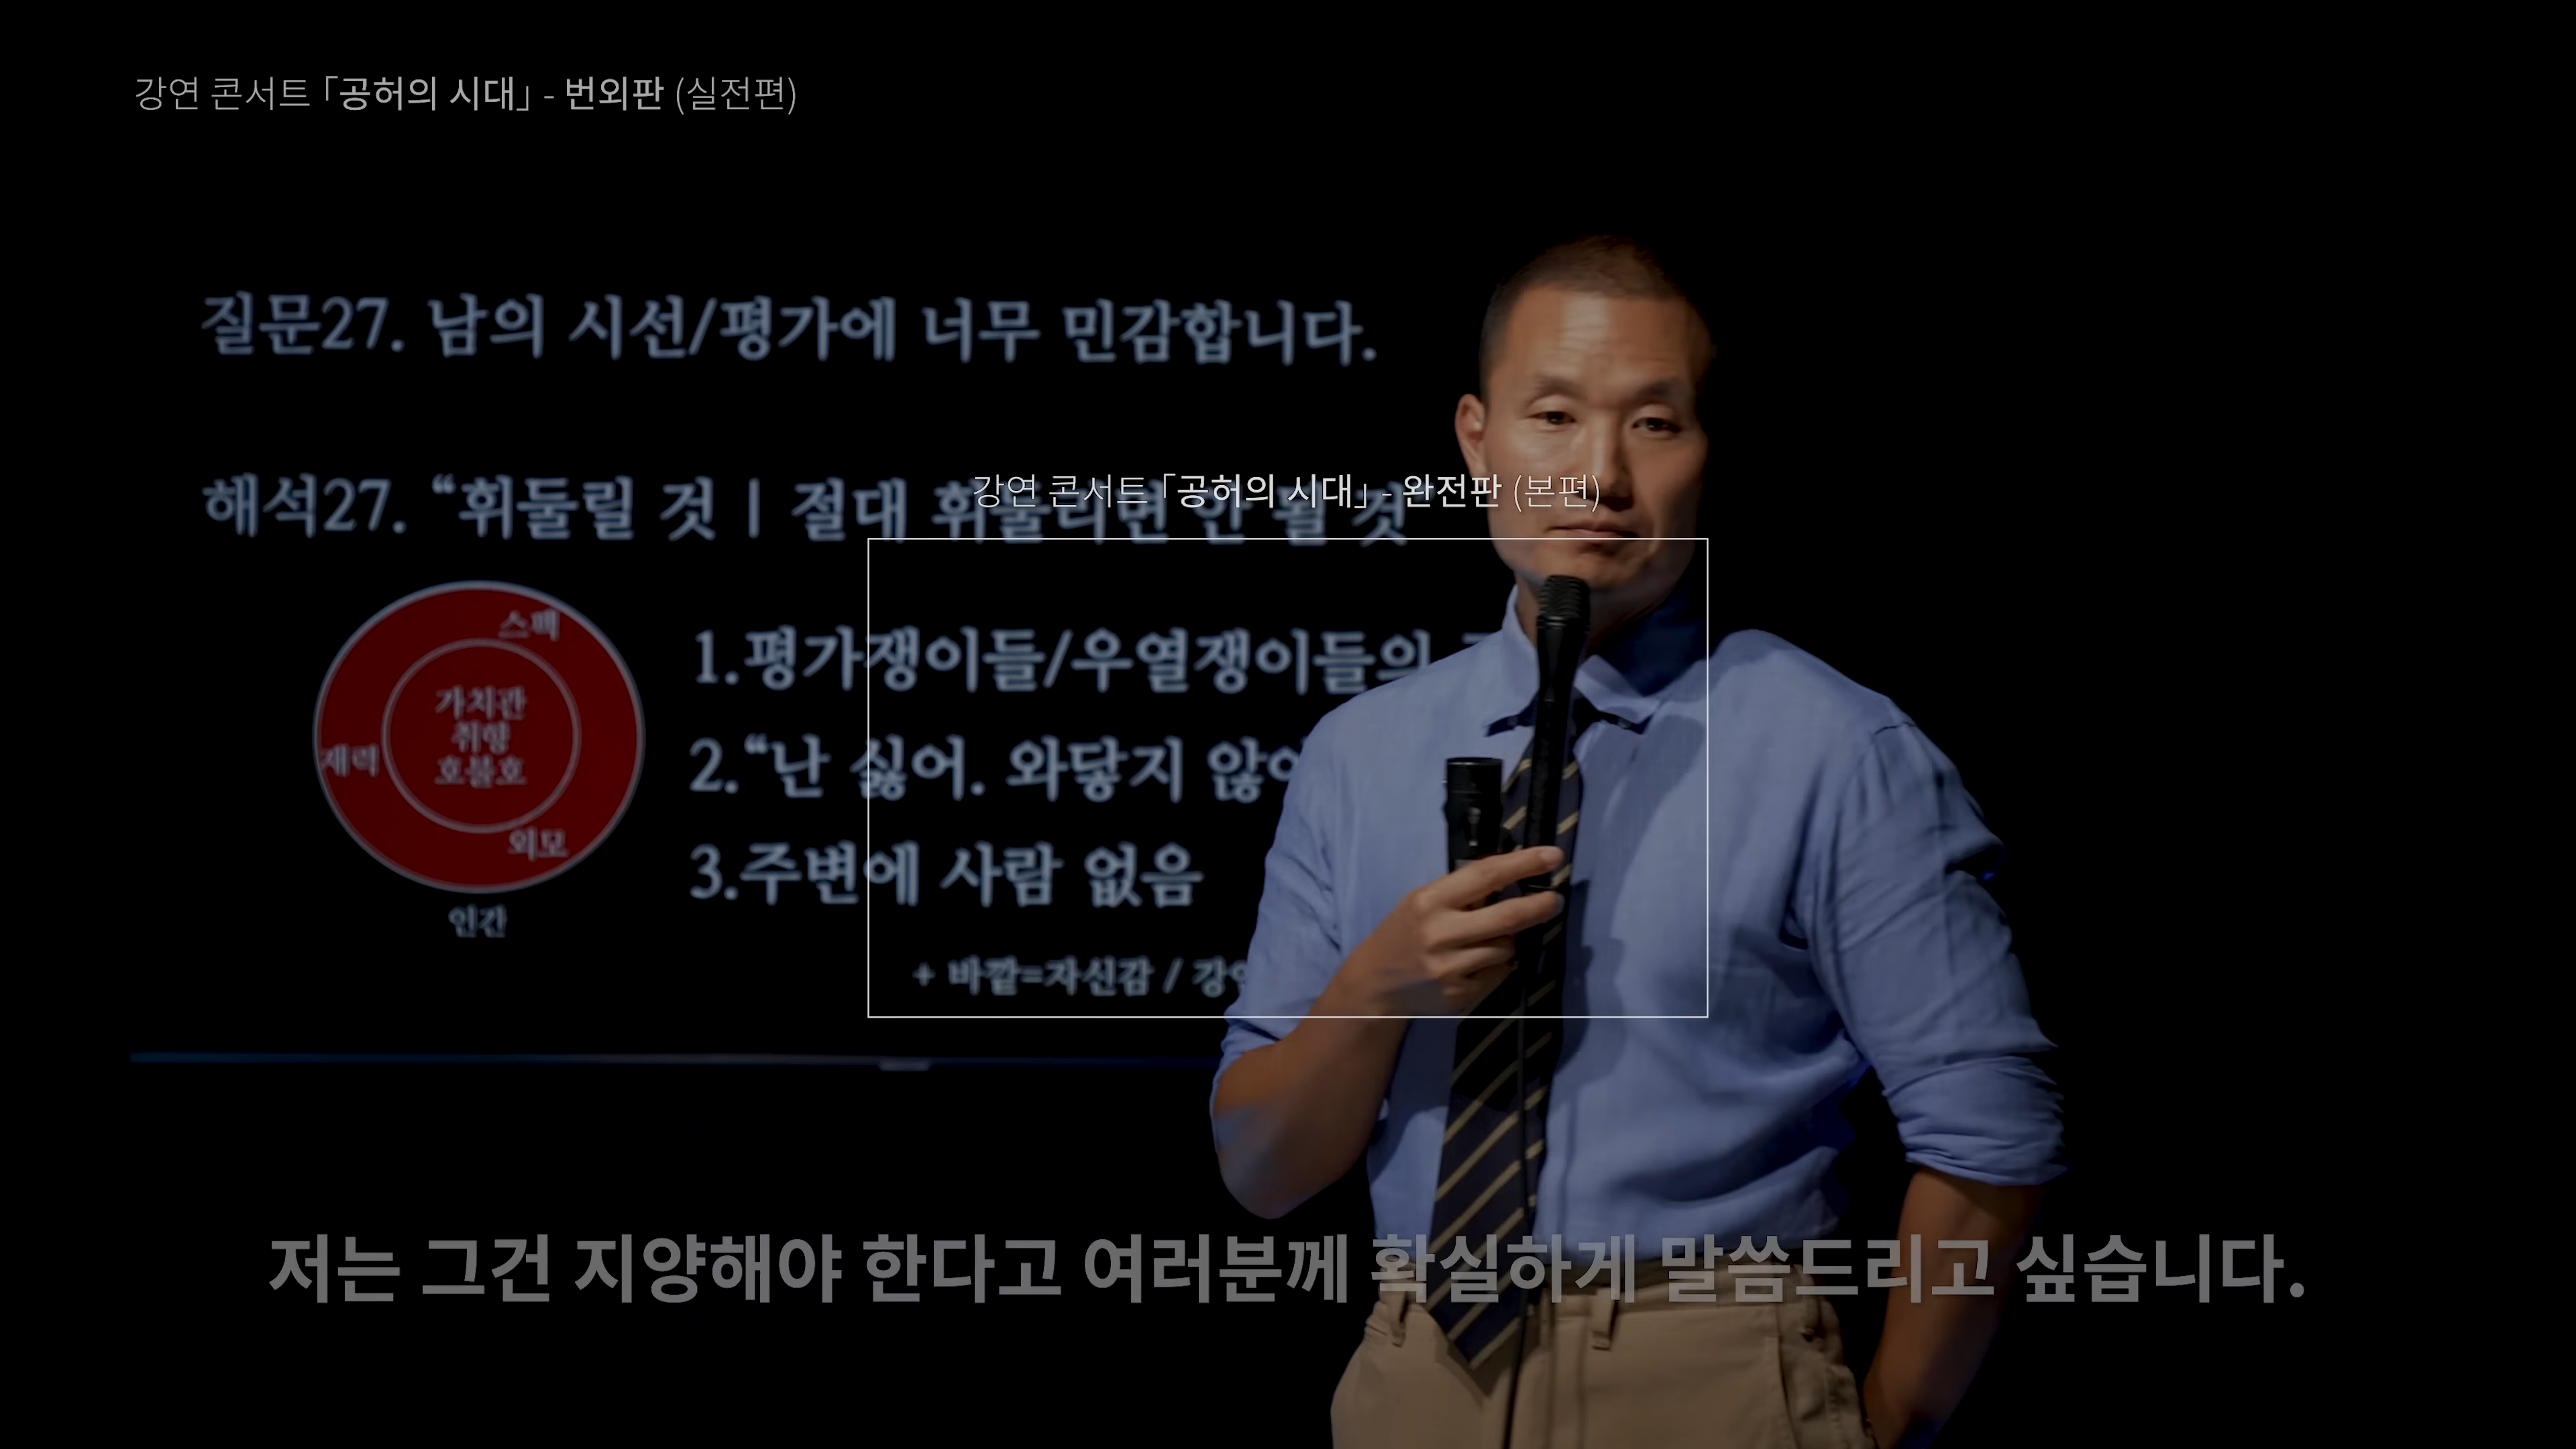 강연 콘서트 「공허의 시대」 - 번외판 (실전편)
질문27. 남의 시선/평가에 너무 민감합니다.
강연 콘서트 「공허의 시대」 - 완전판 (본편)
해석27. “휘둘릴 것 | 절대 휘둘리면 안 될 것
스펙
가치관
취향
호불호
재력
외모
인간
1.평가쟁이들/우열쟁이들의
2.“난 싫어. 와닿지
3.주변에 사람 없음
+ 바깥=자신감 /
저는 그건 지양해야 한다고 여러분께 확실하게 말씀드리고 싶습니다.